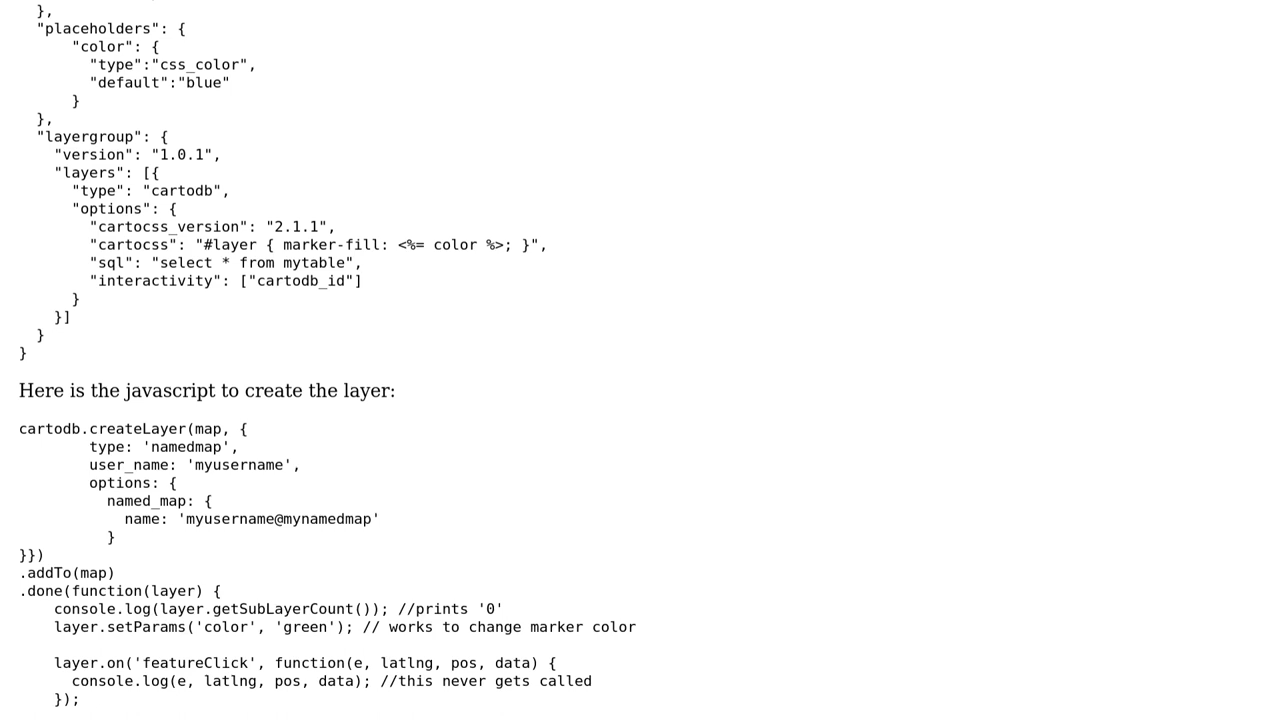 },
"placeholders": {
"color": {
"type":"css_color",
"default":"blue"
}
},
"layergroup": {
"version": "1.0.1",
"layers": [{
"type": "cartodb",
"options": {
"cartocss_version": "2.1.1",
"cartocss": "#layer { marker-fill: <%= color %>; }",
"sql": "select * from mytable",
"interactivity": ["cartodb_id"]
}
}]
}
}
Here is the javascript to create the layer:
cartodb.createLayer(map, {
type: 'namedmap',
user_name: 'myusername',
options: {
named_map: {
name: 'myusername@mynamedmap'
}
}})
.addTo(map)
.done(function(layer) {
console.log(layer.getSubLayerCount()); //prints '0'
layer.setParams('color', 'green'); // works to change marker color
layer.on('featureClick', function(e, latlng, pos, data) {
console.log(e, latlng, pos, data); //this never gets called
});